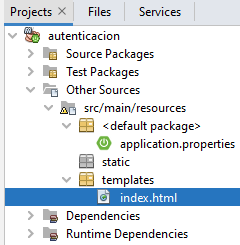 Projects Files Services
autenticacion
Source Packages
Test Packages
Other Sources
src/main/resources
<default package>
application.properties
static
templates
index.html
Dependencies
Runtime Dependencies